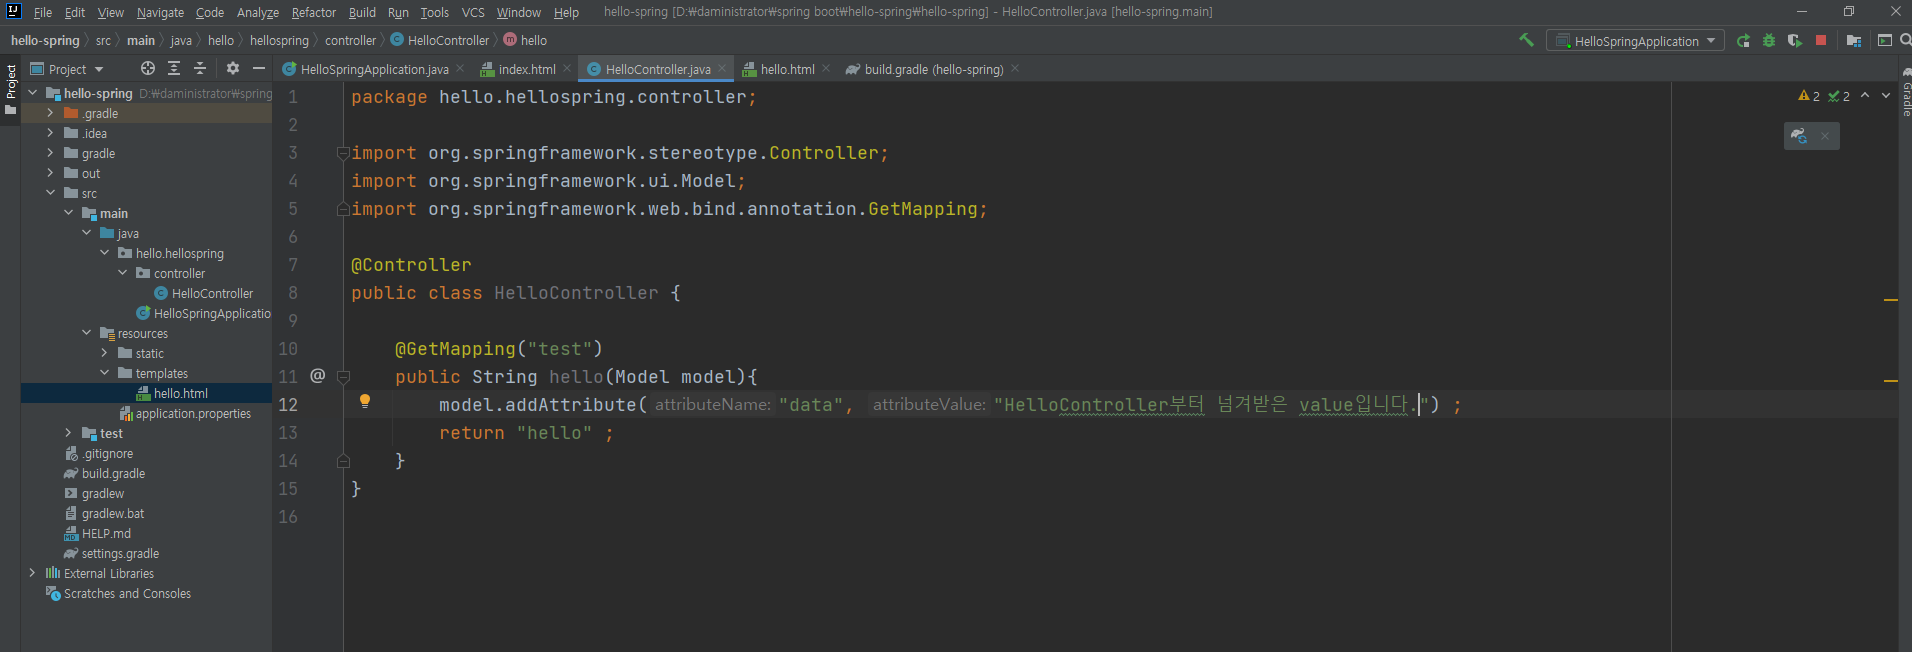 File Edit View Navigate Code Analyze Refactor Build Run Tools VCS Window Help hello-spring [D:₩daministrator₩spring boot₩hello-spring₩hello-spring] - HelloController.java [hello-spring.main]
hello-spring src main java hello hellospring controller HelloController hello HelloSpringApplication
Project HelloSpringApplication.java index.html HelloController.java hello.html build.gradle (hello-spring)
Project
Gradle
hello-spring D:₩daministrator₩spring
.gradle
.idea
gradle
out
src
main
java
hello.hellospring
controller
HelloController
HelloSpringApplicatio
resources
static
templates
hello.html
application.properties
test
.gitignore
build.gradle
gradlew
gradlew.bat
HELP.md
settings.gradle
External Libraries
Scratches and Consoles
1 package hello.hellospring.controller;
2
3 import org.springframework.stereotype.Controller;
4 import org.springframework.ui.Model;
5 import org.springframework.web.bind.annotation.GetMapping;
6
7 @Controller
8 public class HelloController {
9
10 @GetMapping("test")
11 @ public String hello(Model model){
12 model.addAttribute( attributeName: "data", attributeValue: "HelloController부터 넘겨받은 value입니다.") ;
13 return "hello" ;
14 }
15 }
16
2 2